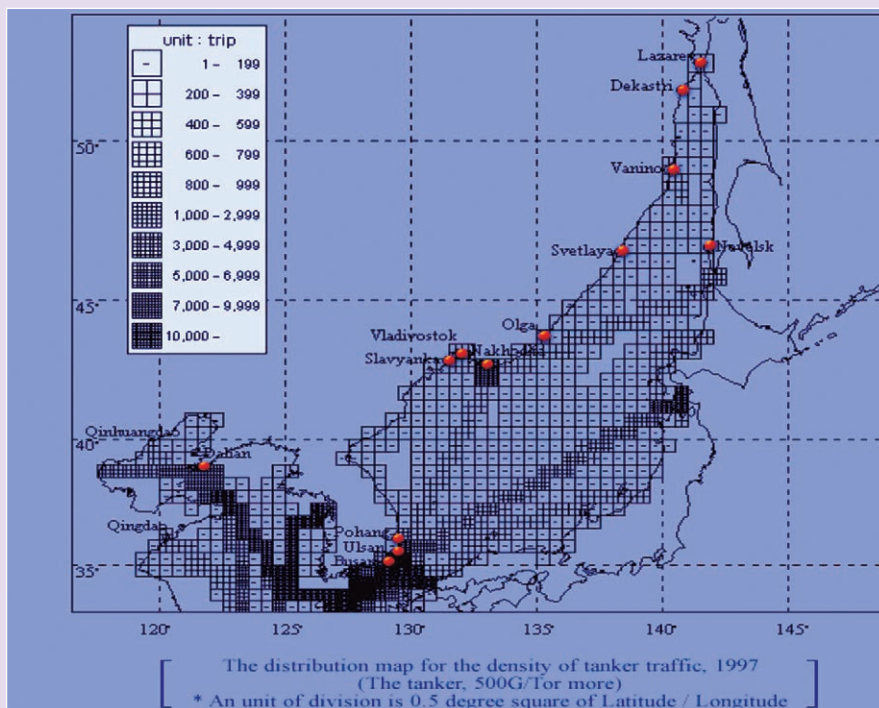 unit : trip
1 - 199
200 - 399
400 - 599
600 - 799
800 - 999
1,000 - 2,999
3,000 - 4,999
5,000 - 6,999
7,000 - 9,999
10,000 -
Lazare
Dekastri
50°
Vanino
Svetlaya
Nevelsk
45°
Olga
Vladivostok
Slavyanka
Nakhodka
Qinhuangdao
40°
Dalian
Qingdao
Pohang
Ulsan
Busan
35°
120° 125° 130° 135° 140° 145°
The distribution map for the density of tanker traffic, 1997
(The tanker, 500G/Tor more)
* An unit of division is 0.5 degree square of Latitude / Longitude